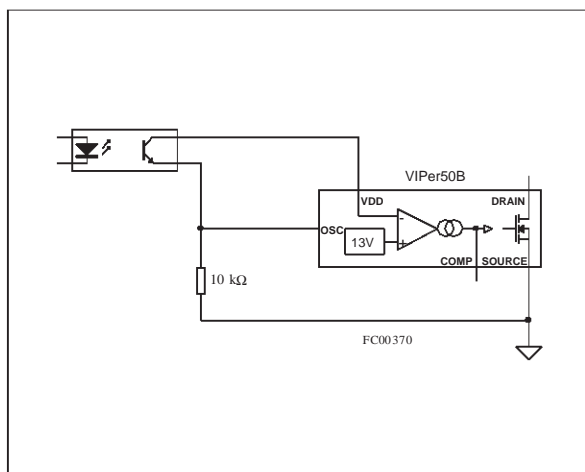 VIPer50B
VDD
DRAIN
-
OSC
13V
+
COMP
SOURCE
10 kΩ
FC00370